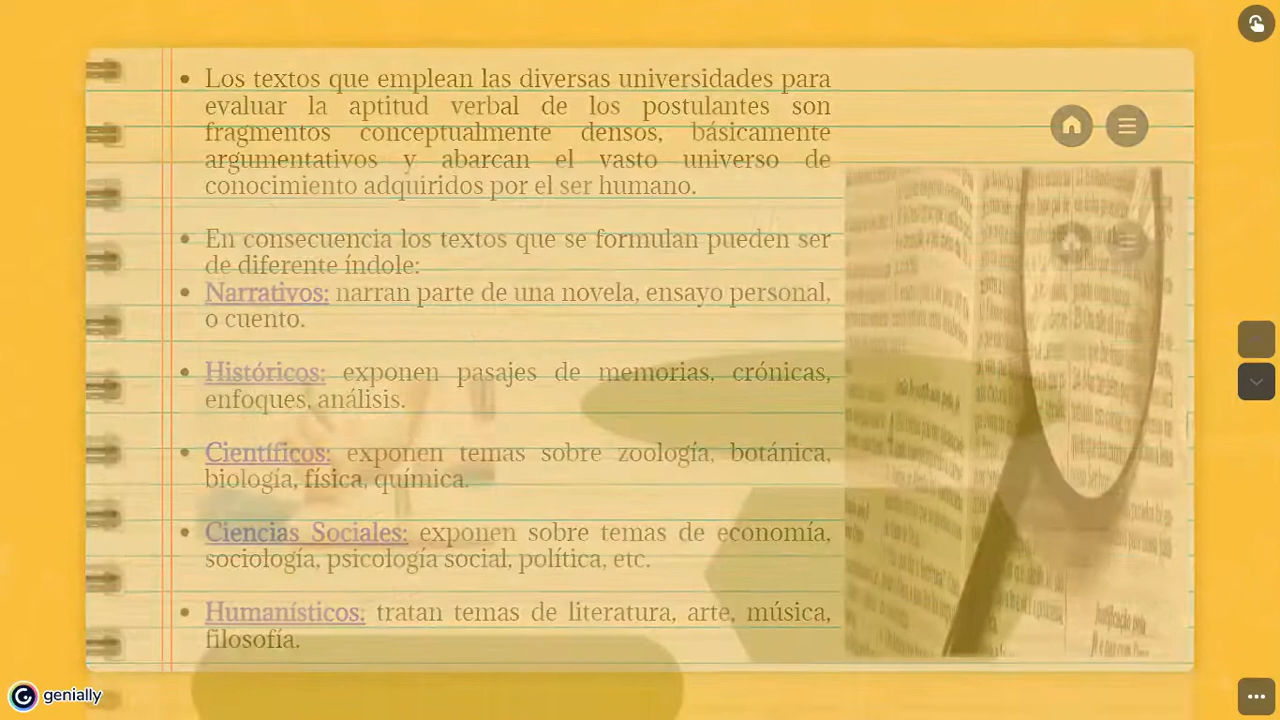 Los textos que emplean las diversas universidades para
evaluar la aptitud verbal de los postulantes son
fragmentos conceptualmente densos, básicamente
argumentativos y abarcan el vasto universo de
conocimiento adquiridos por el ser humano.
En consecuencia los textos que se formulan pueden ser
de diferente índole:
Narrativos: narran parte de una novela, ensayo personal,
o cuento.
Históricos: exponen pasajes de memorias, crónicas,
enfoques, análisis.
Científicos: exponen temas sobre zoología, botánica,
biología, física, química.
Ciencias Sociales: exponen sobre temas de economía,
sociología, psicología social, política, etc.
Humanísticos: tratan temas de literatura, arte, música,
filosofía.
genially